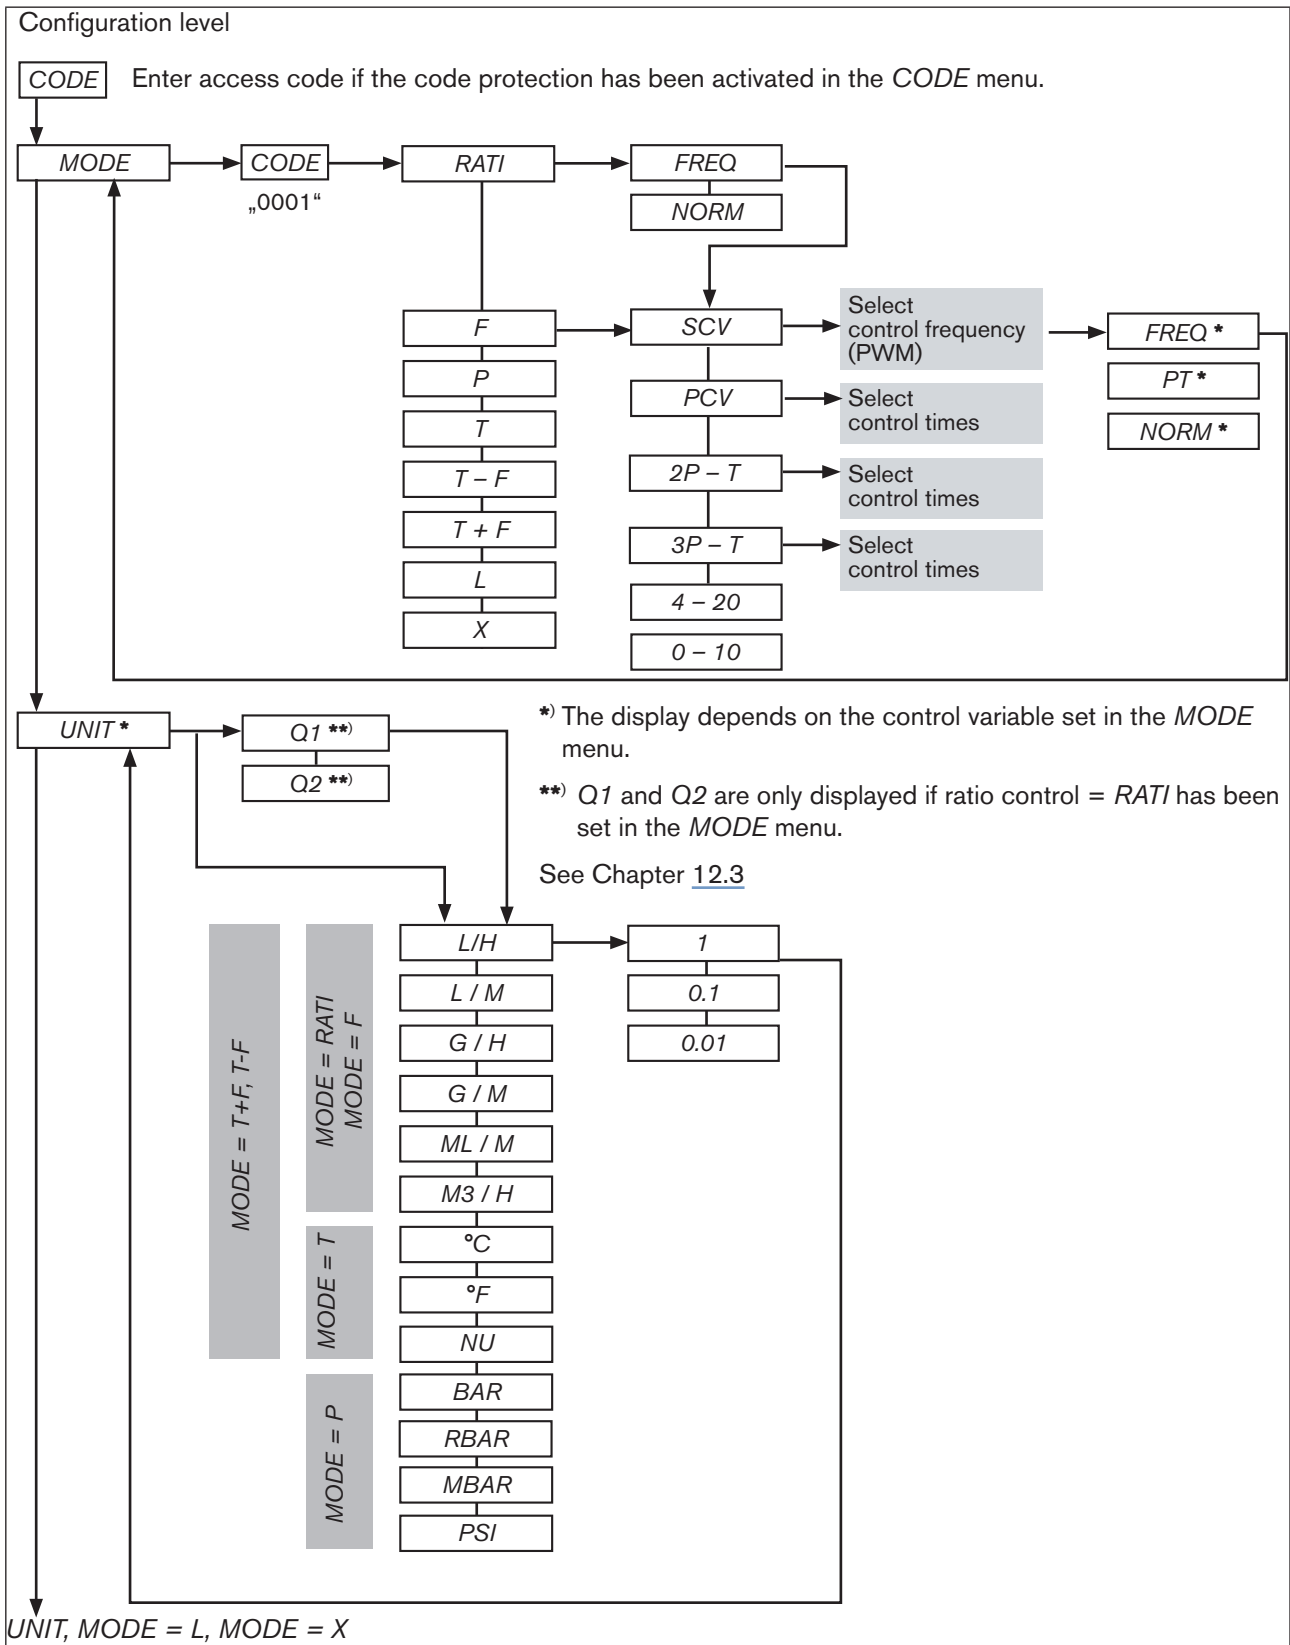 Configuration level
CODE Enter access code if the code protection has been activated in the CODE menu.
MODE CODE RATI FREQ
„0001“
NORM
F SCV Select
control frequency
(PWM)
FREQ *
P PCV Select
control times
PT *
T
NORM *
T – F 2P – T Select
control times
T + F 3P – T Select
control times
L 4 – 20
X 0 – 10
UNIT * Q1 **)
Q2 **)
*) The display depends on the control variable set in the MODE
menu.
**) Q1 and Q2 are only displayed if ratio control = RATI has been
set in the MODE menu.
See Chapter 12.3
MODE = T+F, T-F
MODE = RATI
MODE = F
L/H 1
L / M 0.1
G / H 0.01
G / M
ML / M
M3 / H
MODE = T
°C
°F
NU
MODE = P
BAR
RBAR
MBAR
PSI
UNIT, MODE = L, MODE = X